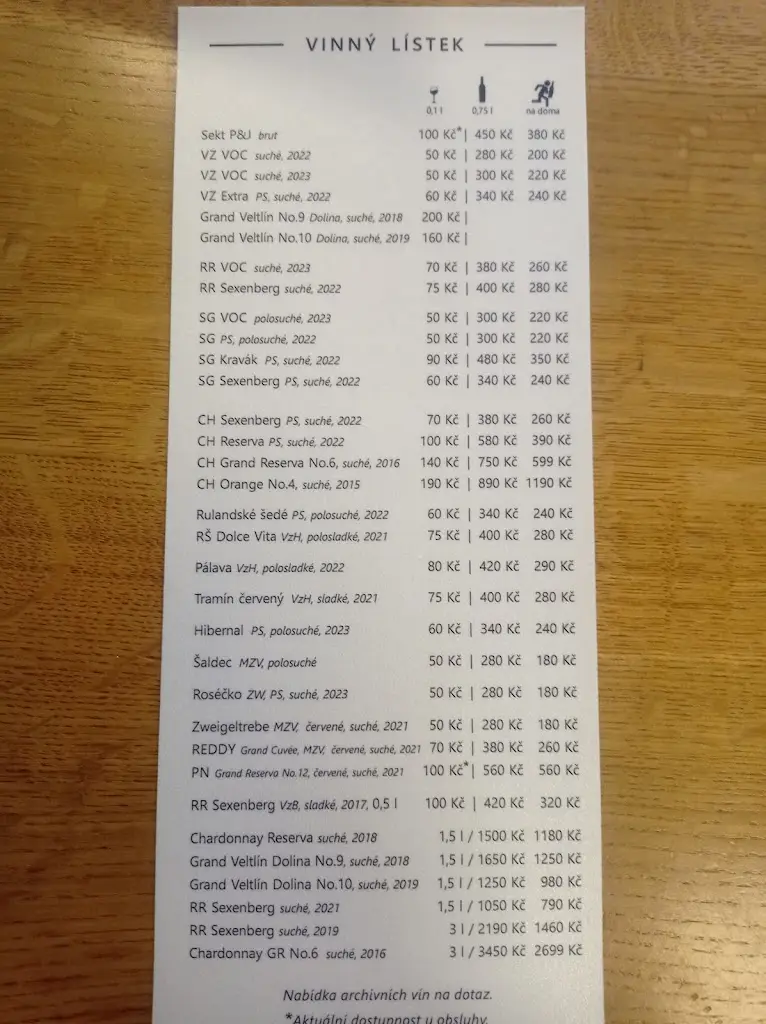 VINNÝ LÍSTEK
0,1 l 0,75 l na doma
Sekt P&J brut 100 Kč*| 450 Kč 380 Kč
VZ VOC suché, 2022 50 Kč | 280 Kč 200 Kč
VZ VOC suché, 2023 50 Kč | 300 Kč 220 Kč
VZ Extra PS, suché, 2022 60 Kč | 340 Kč 240 Kč
Grand Veltlín No.9 Dolina, suché, 2018 200 Kč |
Grand Veltlín No.10 Dolina, suché, 2019 160 Kč |
RR VOC suché, 2023 70 Kč | 380 Kč 260 Kč
RR Sexenberg suché, 2022 75 Kč | 400 Kč 280 Kč
SG VOC polosuché, 2023 50 Kč | 300 Kč 220 Kč
SG PS, polosuché, 2022 50 Kč | 300 Kč 220 Kč
SG Kravák PS, suché, 2022 90 Kč | 480 Kč 350 Kč
SG Sexenberg PS, suché, 2022 60 Kč | 340 Kč 240 Kč
CH Sexenberg PS, suché, 2022 70 Kč | 380 Kč 260 Kč
CH Reserva PS, suché, 2022 100 Kč | 580 Kč 390 Kč
CH Grand Reserva No.6, suché, 2016 140 Kč | 750 Kč 599 Kč
CH Orange No.4, suché, 2015 190 Kč | 890 Kč 1190 Kč
Rulandské šedé PS, polosuché, 2022 60 Kč | 340 Kč 240 Kč
RŠ Dolce Vita VzH, polosladké, 2021 75 Kč | 400 Kč 280 Kč
Pálava VzH, polosladké, 2022 80 Kč | 420 Kč 290 Kč
Tramín červený VzH, sladké, 2021 75 Kč | 400 Kč 280 Kč
Hibernal PS, polosuché, 2023 60 Kč | 340 Kč 240 Kč
Šaldec MZV, polosuché 50 Kč | 280 Kč 180 Kč
Roséčko ZW, PS, suché, 2023 50 Kč | 280 Kč 180 Kč
Zweigeltrebe MZV, červené, suché, 2021 50 Kč | 280 Kč 180 Kč
REDDY Grand Cuvée, MZV, červené, suché, 2021 70 Kč | 380 Kč 260 Kč
PN Grand Reserva No.12, červené, suché, 2021 100 Kč*| 560 Kč 560 Kč
RR Sexenberg VzB, sladké, 2017, 0,5 l 100 Kč | 420 Kč 320 Kč
Chardonnay Reserva suché, 2018 1,5 l / 1500 Kč 1180 Kč
Grand Veltlín Dolina No.9, suché, 2018 1,5 l / 1650 Kč 1250 Kč
Grand Veltlín Dolina No.10, suché, 2019 1,5 l / 1250 Kč 980 Kč
RR Sexenberg suché, 2021 1,5 l / 1050 Kč 790 Kč
RR Sexenberg suché, 2019 3 l / 2190 Kč 1460 Kč
Chardonnay GR No.6 suché, 2016 3 l / 3450 Kč 2699 Kč
Nabídka archivních vín na dotaz.
*Aktuální dostupnost u obsluhy.